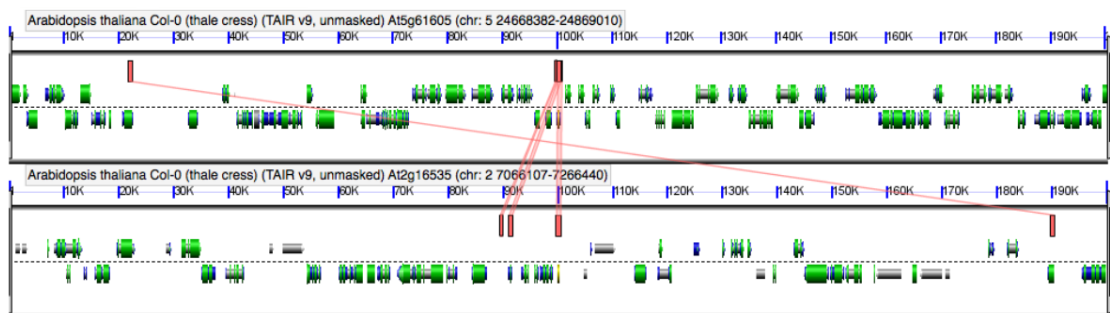 Arabidopsis thaliana Col-0 (thale cress) (TAIR v9, unmasked) At5g61605 (chr: 5 24668382-24869010)
10K 20K 30K 40K 50K 60K 70K 80K 90K 100K 110K 120K 130K 140K 150K 160K 170K 180K 190K
Arabidopsis thaliana Col-0 (thale cress) (TAIR v9, unmasked) At2g16535 (chr: 2 7066107-7266440)
10K 20K 30K 40K 50K 60K 70K 80K 90K 100K 110K 120K 130K 140K 150K 160K 170K 180K 190K